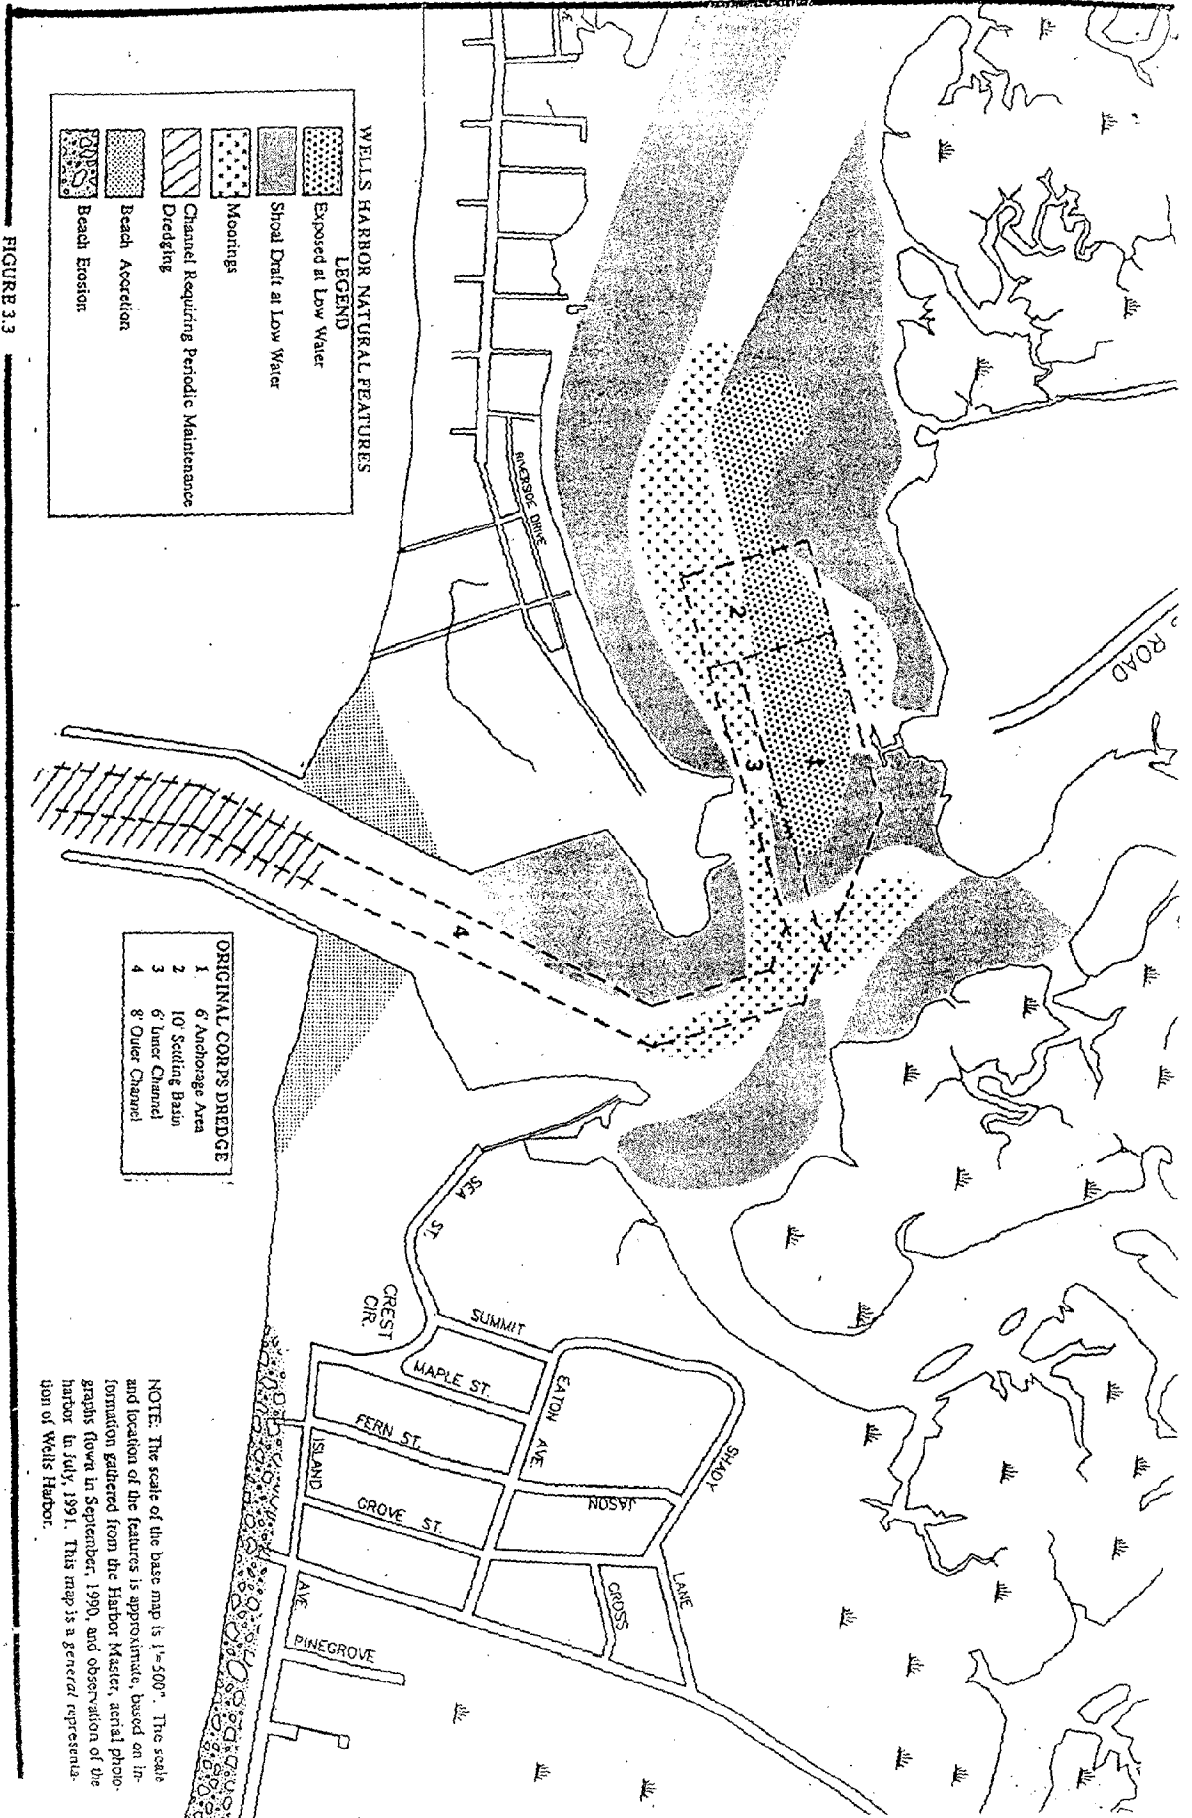 WELLS HARBOR NATURAL FEATURES
LEGEND
Exposed at Low Water
Shoal Draft at Low Water
Moorings
Channel Requiring Periodic Maintenance
Dredging
Beach Accretion
Beach Erosion
FIGURE 3.3
ORIGINAL CORPS DREDGE
1 6' Anchorage Area
2 10' Settling Basin
3 6' Inner Channel
4 8' Outer Channel
NOTE: The scale of the base map is 1'=500". The scale
and location of the features is approximate, based on in-
formation gathered from the Harbor Master, aerial photo-
graphs flown in September, 1990, and observation of the
harbor in July, 1991. This map is a general representa-
tion of Wells Harbor.
RIVERSIDE DRIVE
ROAD
1
2
3
4
SEA
ST.
CREST
CIR.
SUMMIT
MAPLE ST.
EATON AVE.
FERN ST.
SHADY
LANE
JASON
ISLAND
AVE.
GROVE ST.
CROSS
PINEGROVE